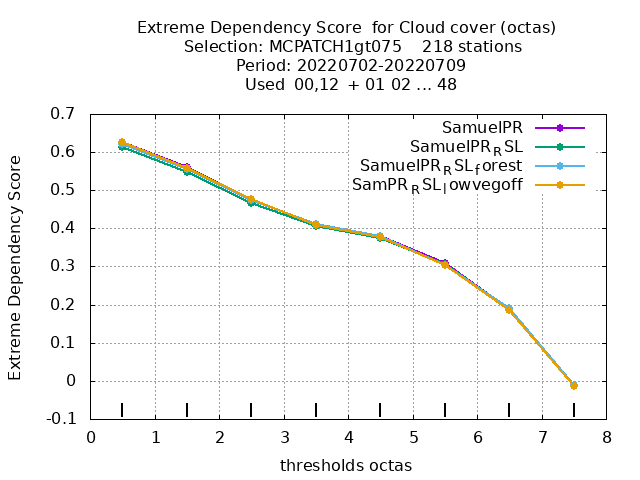 Extreme Dependency Score  for Cloud cover (octas)
Selection: MCPATCH1gt075    218 stations
Period: 20220702-20220709
Used  00,12  + 01 02 ... 48
SamuelPR
SamuelPR_RSL
SamuelPR_RSL_forest
SamPR_RSL_lowvegoff
Extreme Dependency Score
0.7
0.6
0.5
0.4
0.3
0.2
0.1
0
-0.1
0 1 2 3 4 5 6 7 8
thresholds octas